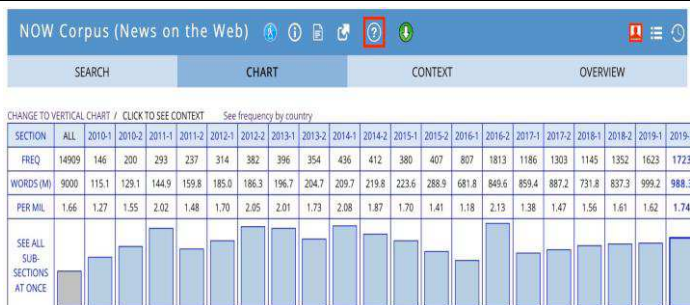 NOW Corpus (News on the Web)
SEARCH CHART CONTEXT OVERVIEW
CHANGE TO VERTICAL CHART / CLICK TO SEE CONTEXT See frequency by country
SECTION ALL 2010-1 2010-2 2011-1 2011-2 2012-1 2012-2 2013-1 2013-2 2014-1 2014-2 2015-1 2015-2 2016-1 2016-2 2017-1 2017-2 2018-1 2018-2 2019-1 2019-
FREQ 14909 146 200 293 237 314 382 396 354 436 412 380 407 807 1813 1186 1303 1145 1352 1623 1723
WORDS (M) 9000 115.1 129.1 144.9 159.8 185.0 186.3 196.7 204.7 209.7 219.8 223.6 288.9 681.8 849.6 859.4 887.2 731.8 837.3 999.2 988.3
PER MIL 1.66 1.27 1.55 2.02 1.48 1.70 2.05 2.01 1.73 2.08 1.87 1.70 1.41 1.18 2.13 1.38 1.47 1.56 1.61 1.62 1.74
SEE ALL
SUB-
SECTIONS
AT ONCE